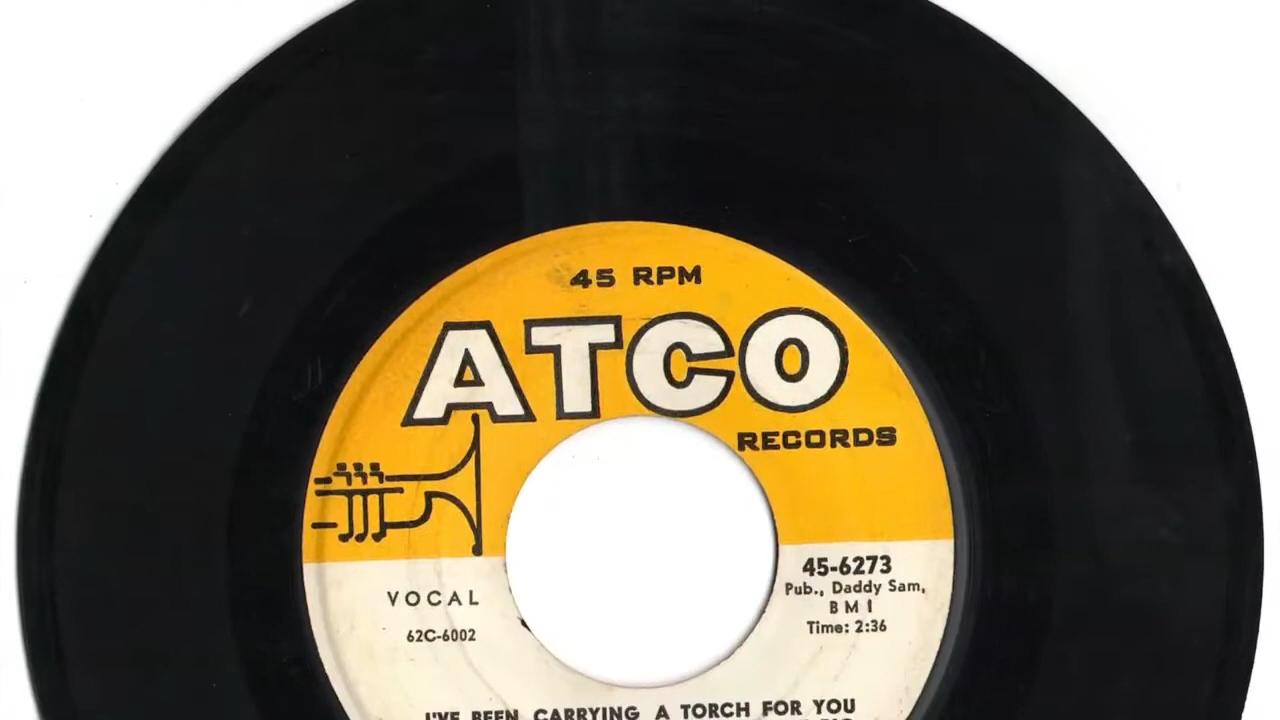 45 RPM
ATCO
RECORDS
VOCAL
62C-6002
45-6273
Pub., Daddy Sam,
BMI
Time: 2:36
I'VE BEEN CARRYING A TORCH FOR YOU